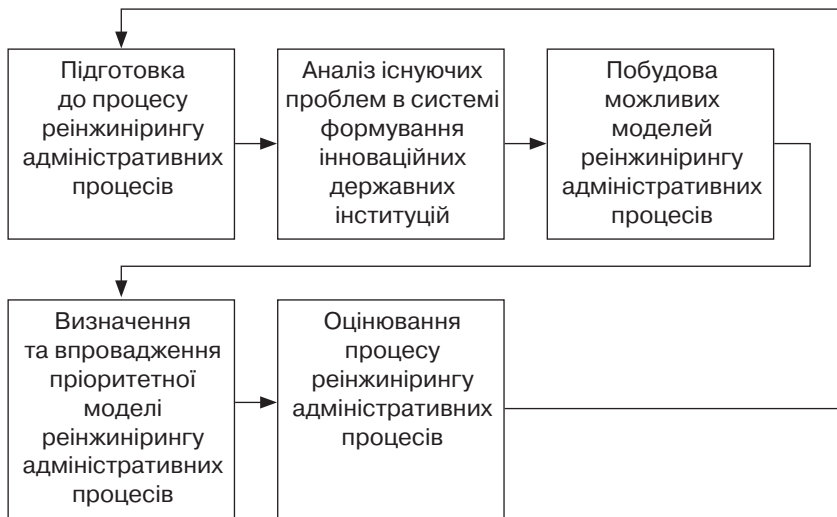 Підготовка
до процесу
реінжинірингу
адміністративних
процесів
Аналіз існуючих
проблем в системі
формування
інноваційних
державних
інституцій
Побудова
можливих
моделей
реінжинірингу
адміністративних
процесів
Визначення
та впровадження
пріоритетної
моделі
реінжинірингу
адміністративних
процесів
Оцінювання
процесу
реінжинірингу
адміністративних
процесів